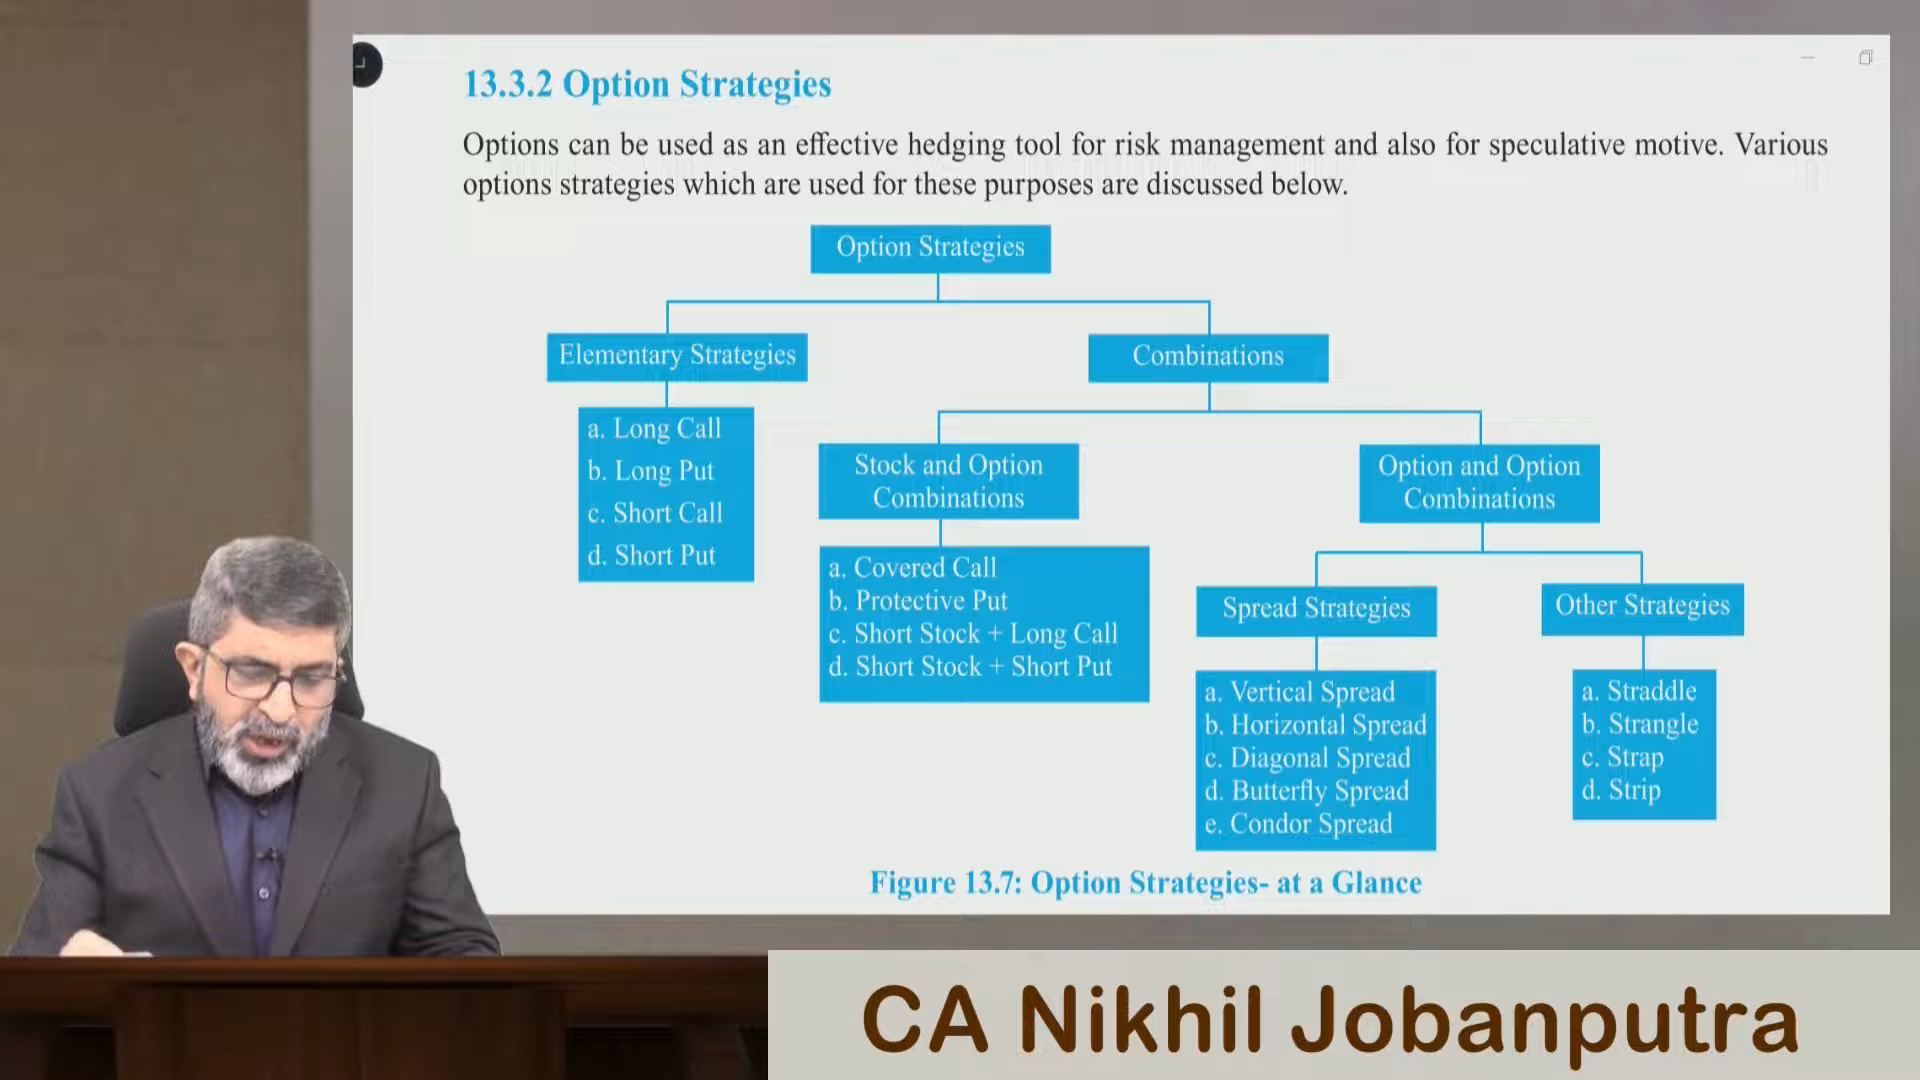 13.3.2 Option Strategies
Options can be used as an effective hedging tool for risk management and also for speculative motive. Various
options strategies which are used for these purposes are discussed below.
Option Strategies
Elementary Strategies
Combinations
a. Long Call
b. Long Put
c. Short Call
d. Short Put
Stock and Option
Combinations
a. Covered Call
b. Protective Put
c. Short Stock + Long Call
d. Short Stock + Short Put
Option and Option
Combinations
Spread Strategies
a. Vertical Spread
b. Horizontal Spread
c. Diagonal Spread
d. Butterfly Spread
e. Condor Spread
Other Strategies
a. Straddle
b. Strangle
c. Strap
d. Strip
Figure 13.7: Option Strategies- at a Glance
CA Nikhil Jobanputra